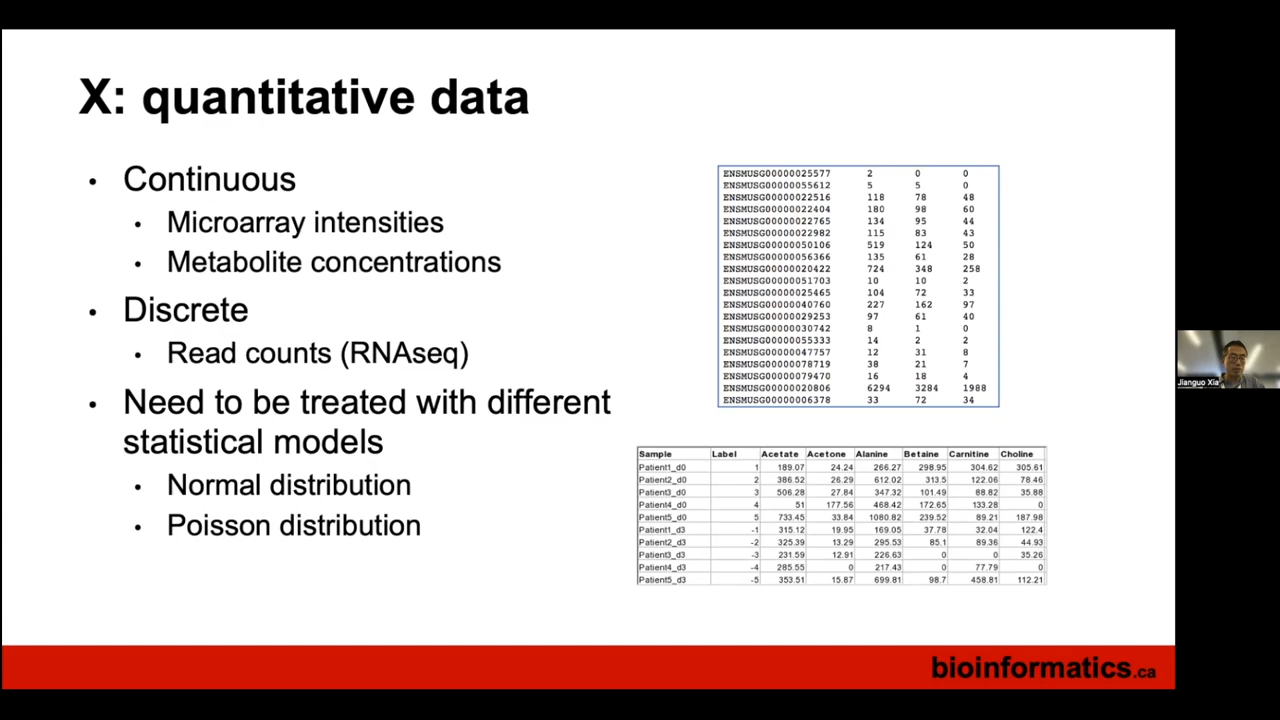 X: quantitative data
• Continuous
• Microarray intensities
• Metabolite concentrations
• Discrete
• Read counts (RNAseq)
• Need to be treated with different
statistical models
• Normal distribution
• Poisson distribution
ENSMUSG00000025577 2 0 0
ENSMUSG00000055612 5 5 0
ENSMUSG00000022516 118 78 48
ENSMUSG00000022404 180 98 60
ENSMUSG00000022765 134 95 44
ENSMUSG00000022982 115 83 43
ENSMUSG00000050106 519 124 50
ENSMUSG00000056366 135 61 28
ENSMUSG00000020422 724 348 258
ENSMUSG00000051703 10 10 2
ENSMUSG00000025465 104 72 33
ENSMUSG00000040760 227 162 97
ENSMUSG00000029253 97 61 40
ENSMUSG00000030742 8 1 0
ENSMUSG00000055333 14 2 2
ENSMUSG00000047757 12 31 8
ENSMUSG00000078719 38 21 7
ENSMUSG00000079470 16 18 4
ENSMUSG00000020806 6294 3284 1988
ENSMUSG00000006378 33 72 34
Sample Label Acetate Acetone Alanine Betaine Carnitine Choline
Patient1_d0 1 189.07 24.24 266.27 298.95 304.62 305.61
Patient2_d0 2 386.52 26.29 612.02 313.5 122.06 78.46
Patient3_d0 3 506.28 27.84 347.32 101.49 88.82 35.88
Patient4_d0 4 51 177.56 468.42 172.65 133.28 0
Patient5_d0 5 733.45 33.84 1080.82 239.52 89.21 187.98
Patient1_d3 -1 315.12 19.95 169.05 37.78 32.04 122.4
Patient2_d3 -2 325.39 13.29 295.53 85.1 89.36 44.93
Patient3_d3 -3 231.59 12.91 226.63 0 0 35.26
Patient4_d3 -4 285.55 0 217.43 0 77.79 0
Patient5_d3 -5 353.51 15.87 699.81 98.7 458.81 112.21
Jianguo Xia
bioinformatics.ca